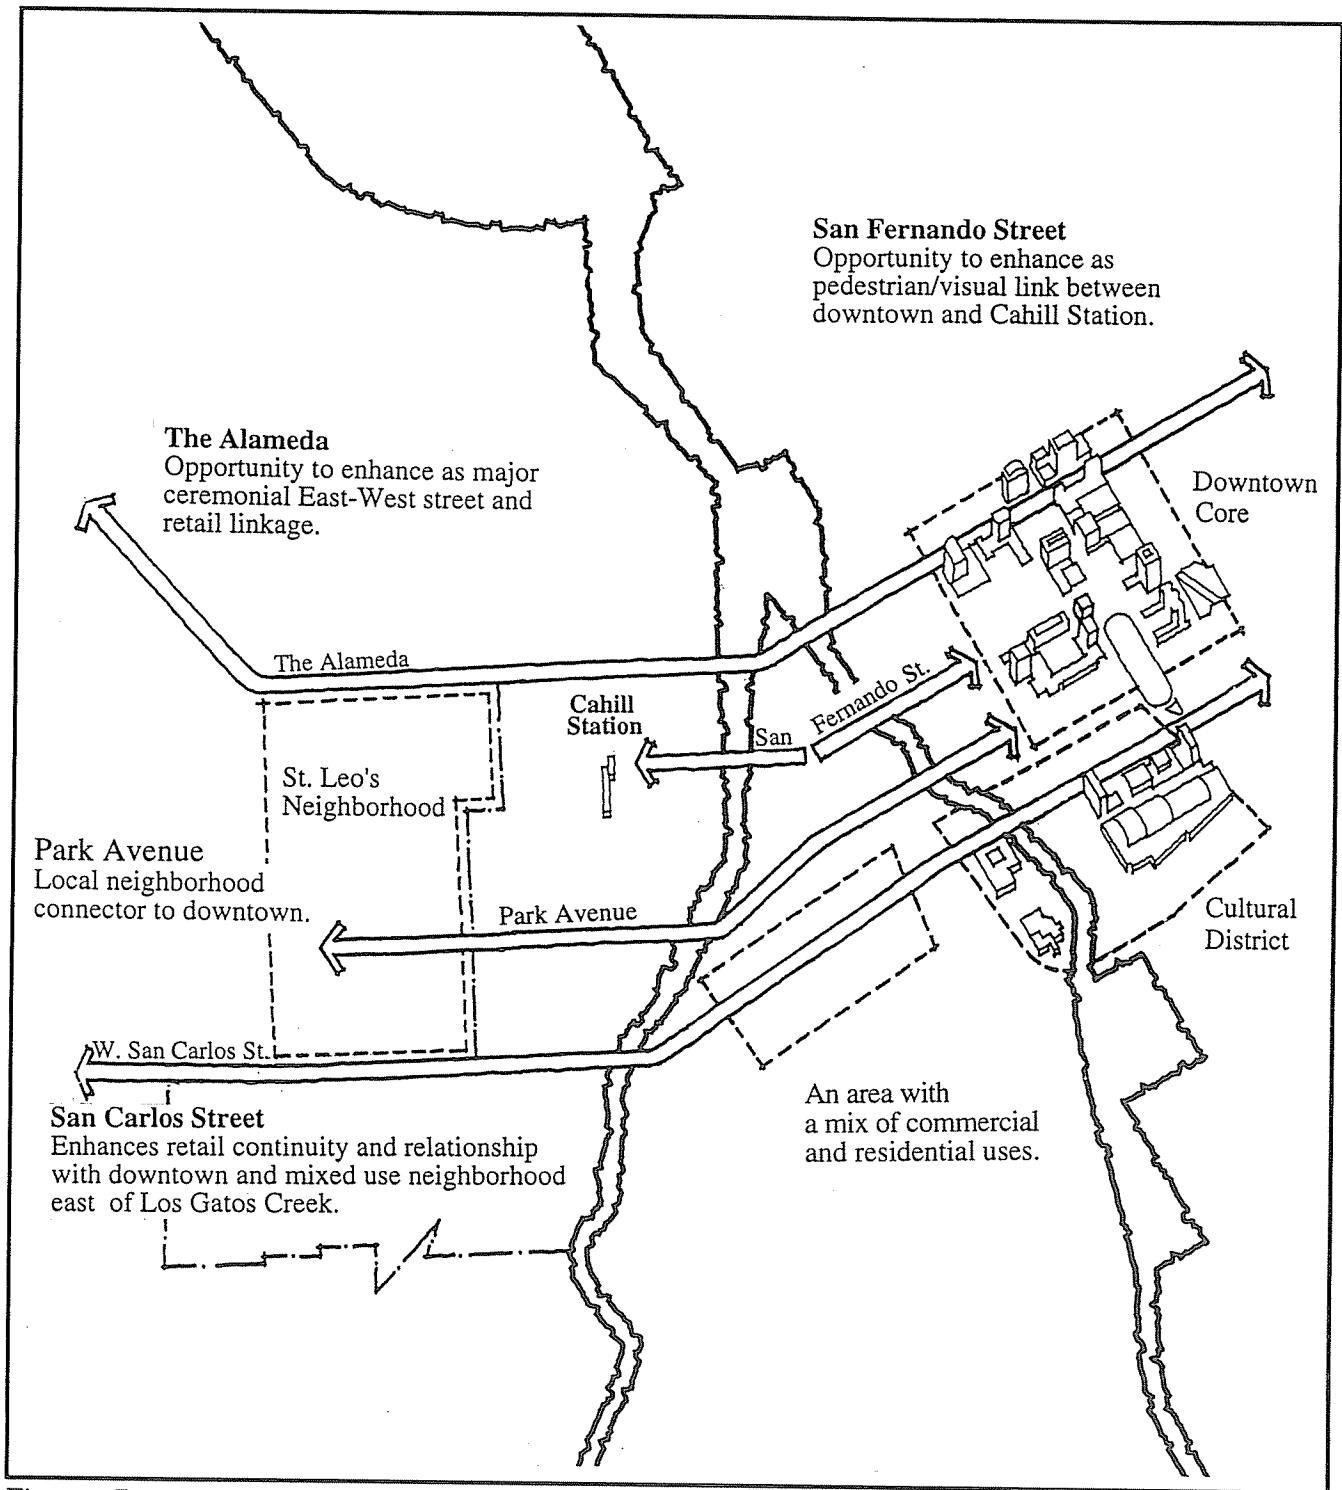 San Fernando Street
Opportunity to enhance as
pedestrian/visual link between
downtown and Cahill Station.
The Alameda
Opportunity to enhance as major
ceremonial East-West street and
retail linkage.
Downtown
Core
The Alameda
Cahill
Station
San Fernando St.
St. Leo's
Neighborhood
Park Avenue
Local neighborhood
connector to downtown.
Park Avenue
Cultural
District
W. San Carlos St.
San Carlos Street
Enhances retail continuity and relationship
with downtown and mixed use neighborhood
east of Los Gatos Creek.
An area with
a mix of commercial
and residential uses.